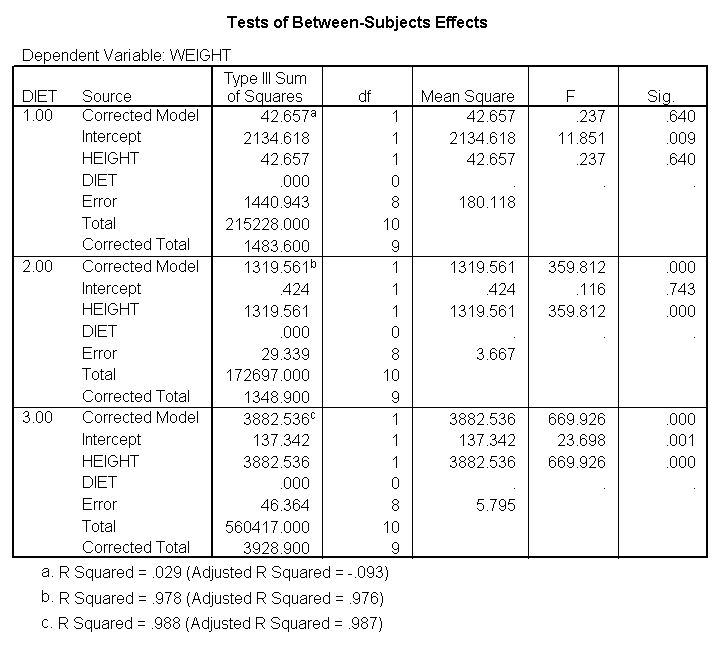 Tests of Between-Subjects Effects
Dependent Variable: WEIGHT
DIET Source Type III Sum of Squares df Mean Square F Sig.
1.00 Corrected Model 42.657a 1 42.657 .237 .640
Intercept 2134.618 1 2134.618 11.851 .009
HEIGHT 42.657 1 42.657 .237 .640
DIET .000 0 . . .
Error 1440.943 8 180.118
Total 215228.000 10
Corrected Total 1483.600 9
2.00 Corrected Model 1319.561b 1 1319.561 359.812 .000
Intercept .424 1 .424 .116 .743
HEIGHT 1319.561 1 1319.561 359.812 .000
DIET .000 0 . . .
Error 29.339 8 3.667
Total 172697.000 10
Corrected Total 1348.900 9
3.00 Corrected Model 3882.536c 1 3882.536 669.926 .000
Intercept 137.342 1 137.342 23.698 .001
HEIGHT 3882.536 1 3882.536 669.926 .000
DIET .000 0 . . .
Error 46.364 8 5.795
Total 560417.000 10
Corrected Total 3928.900 9
a. R Squared = .029 (Adjusted R Squared = -.093)
b. R Squared = .978 (Adjusted R Squared = .976)
c. R Squared = .988 (Adjusted R Squared = .987)